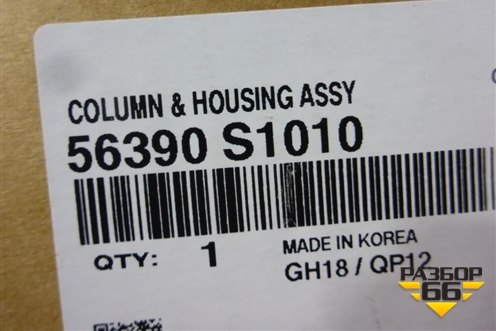 COLUMN & HOUSING ASSY
56390 S1010
QTY: 1
MADE IN KOREA
GH18 / QP12
РАЗБОР
66